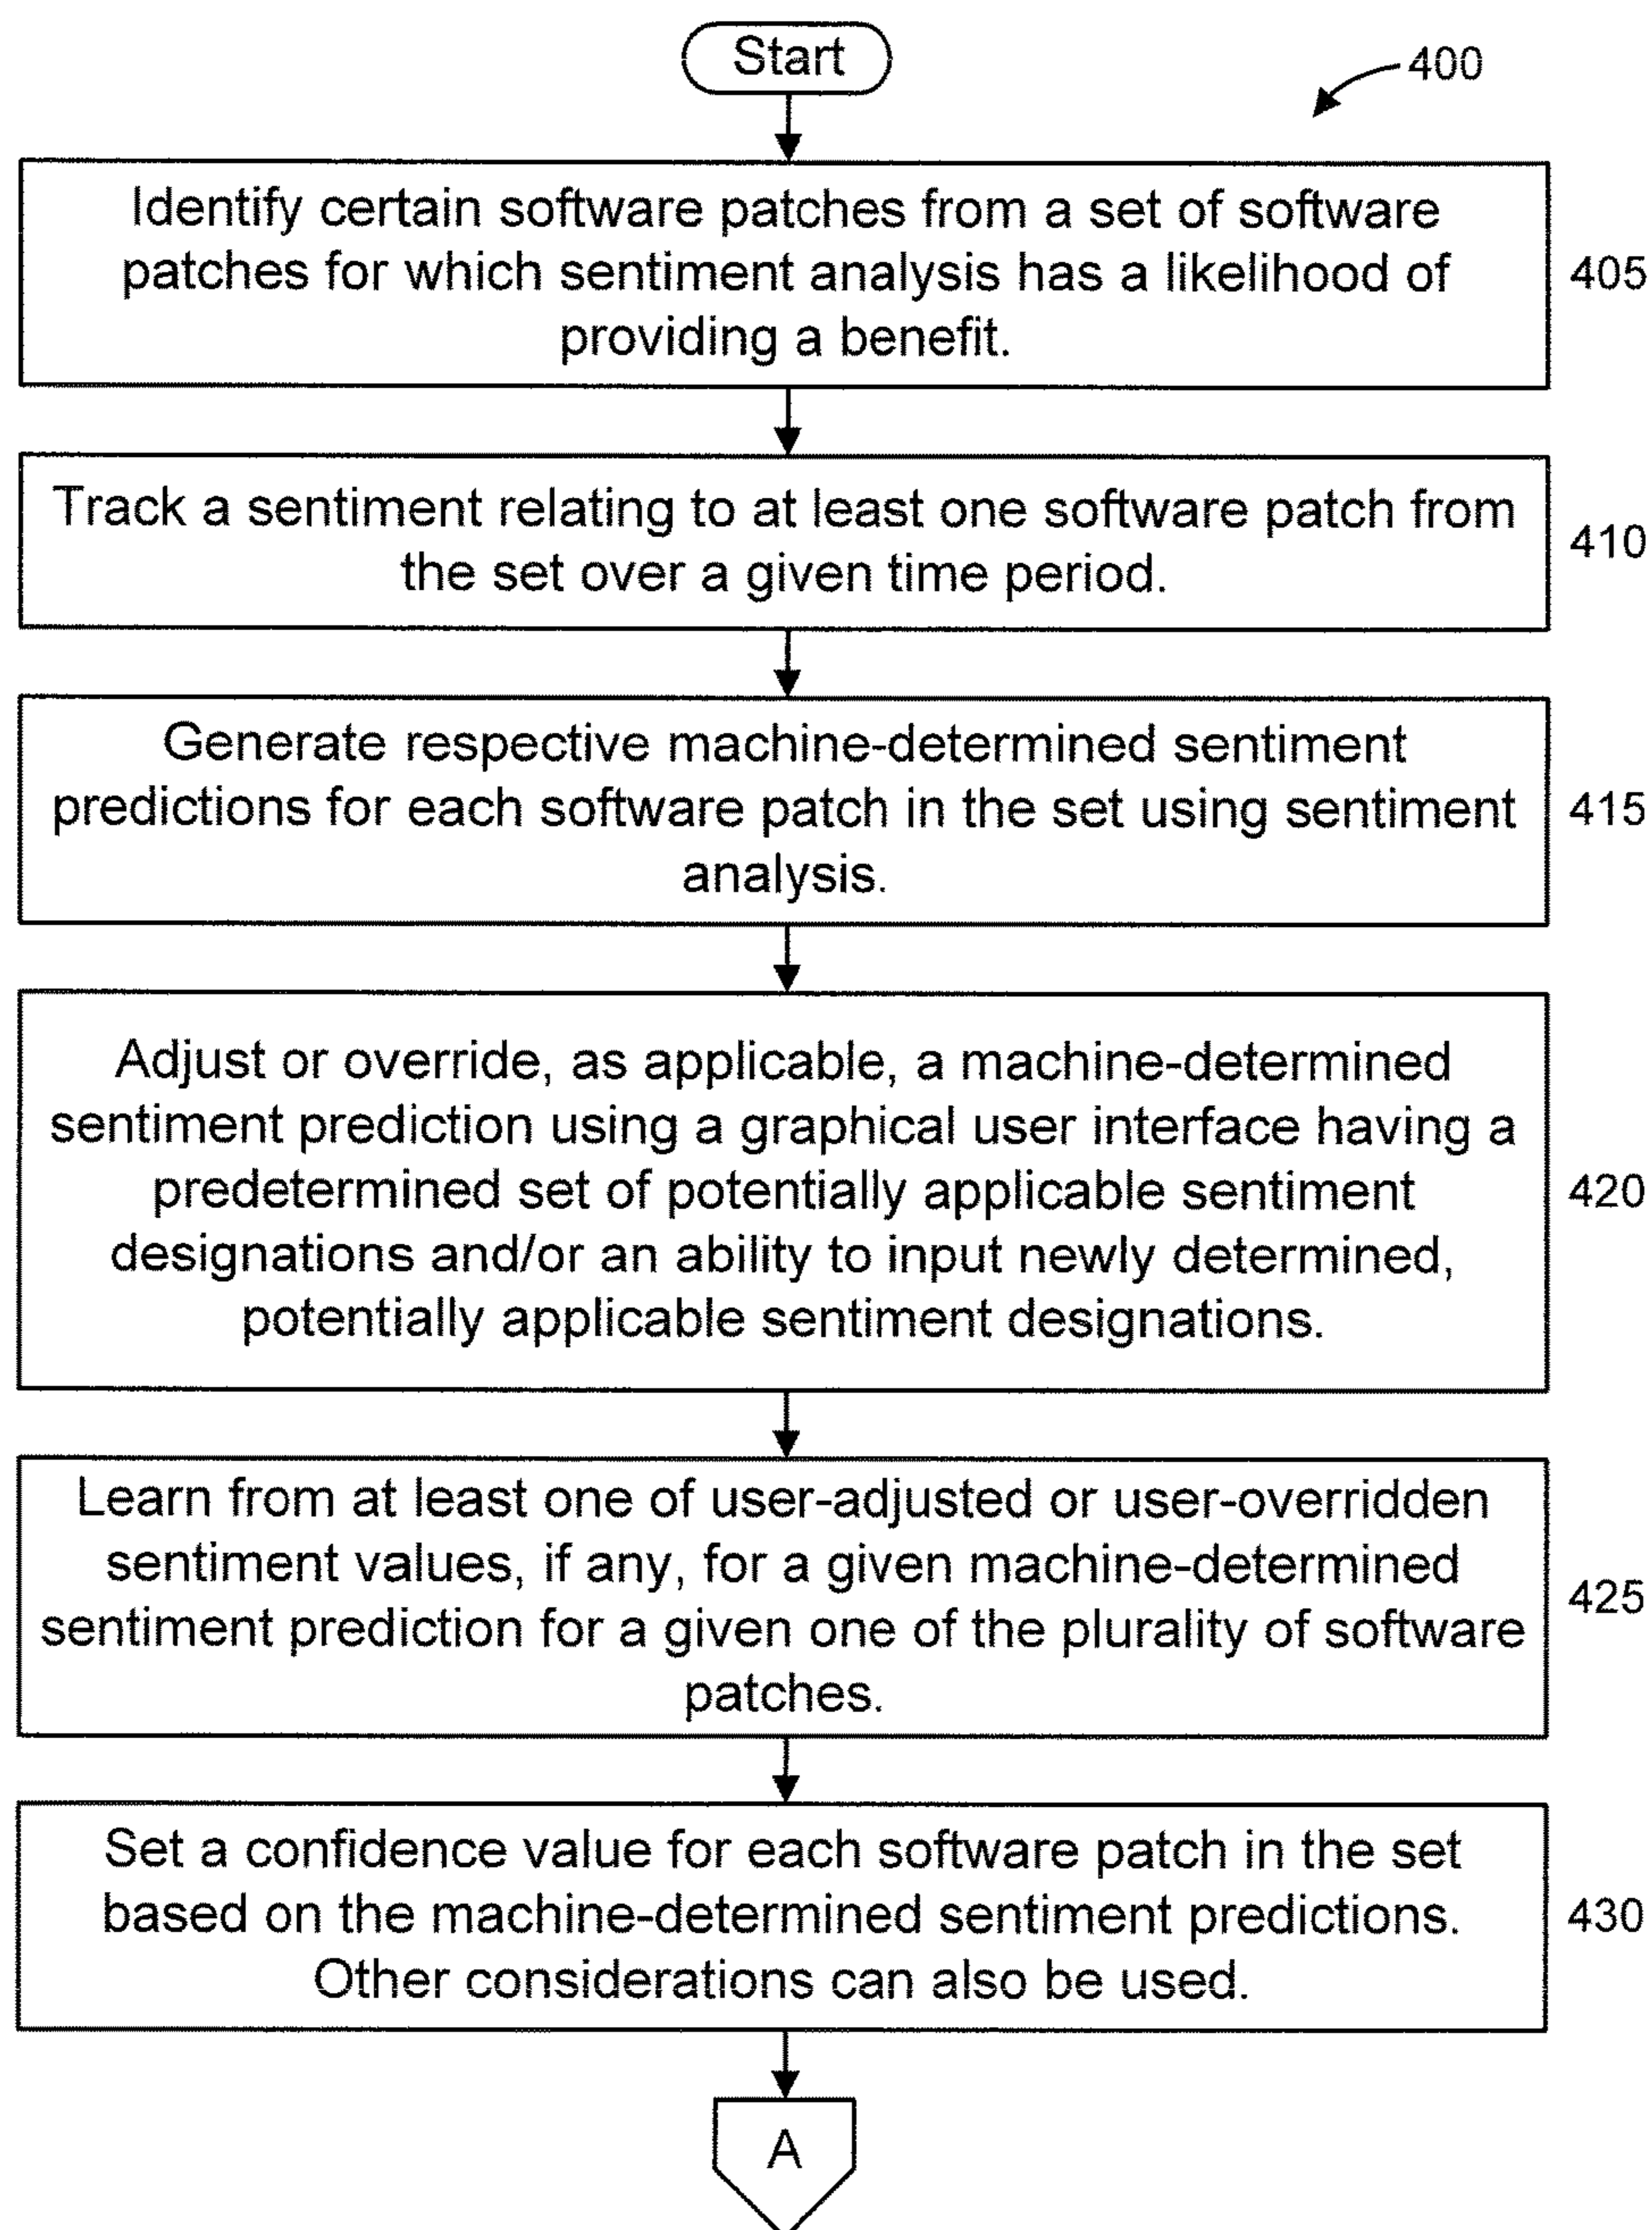 Start
400
Identify certain software patches from a set of software
patches for which sentiment analysis has a likelihood of
providing a benefit.
405
Track a sentiment relating to at least one software patch from
the set over a given time period.
410
Generate respective machine-determined sentiment
predictions for each software patch in the set using sentiment
analysis.
415
Adjust or override, as applicable, a machine-determined
sentiment prediction using a graphical user interface having a
predetermined set of potentially applicable sentiment
designations and/or an ability to input newly determined,
potentially applicable sentiment designations.
420
Learn from at least one of user-adjusted or user-overridden
sentiment values, if any, for a given machine-determined
sentiment prediction for a given one of the plurality of software
patches.
425
Set a confidence value for each software patch in the set
based on the machine-determined sentiment predictions.
Other considerations can also be used.
430
A